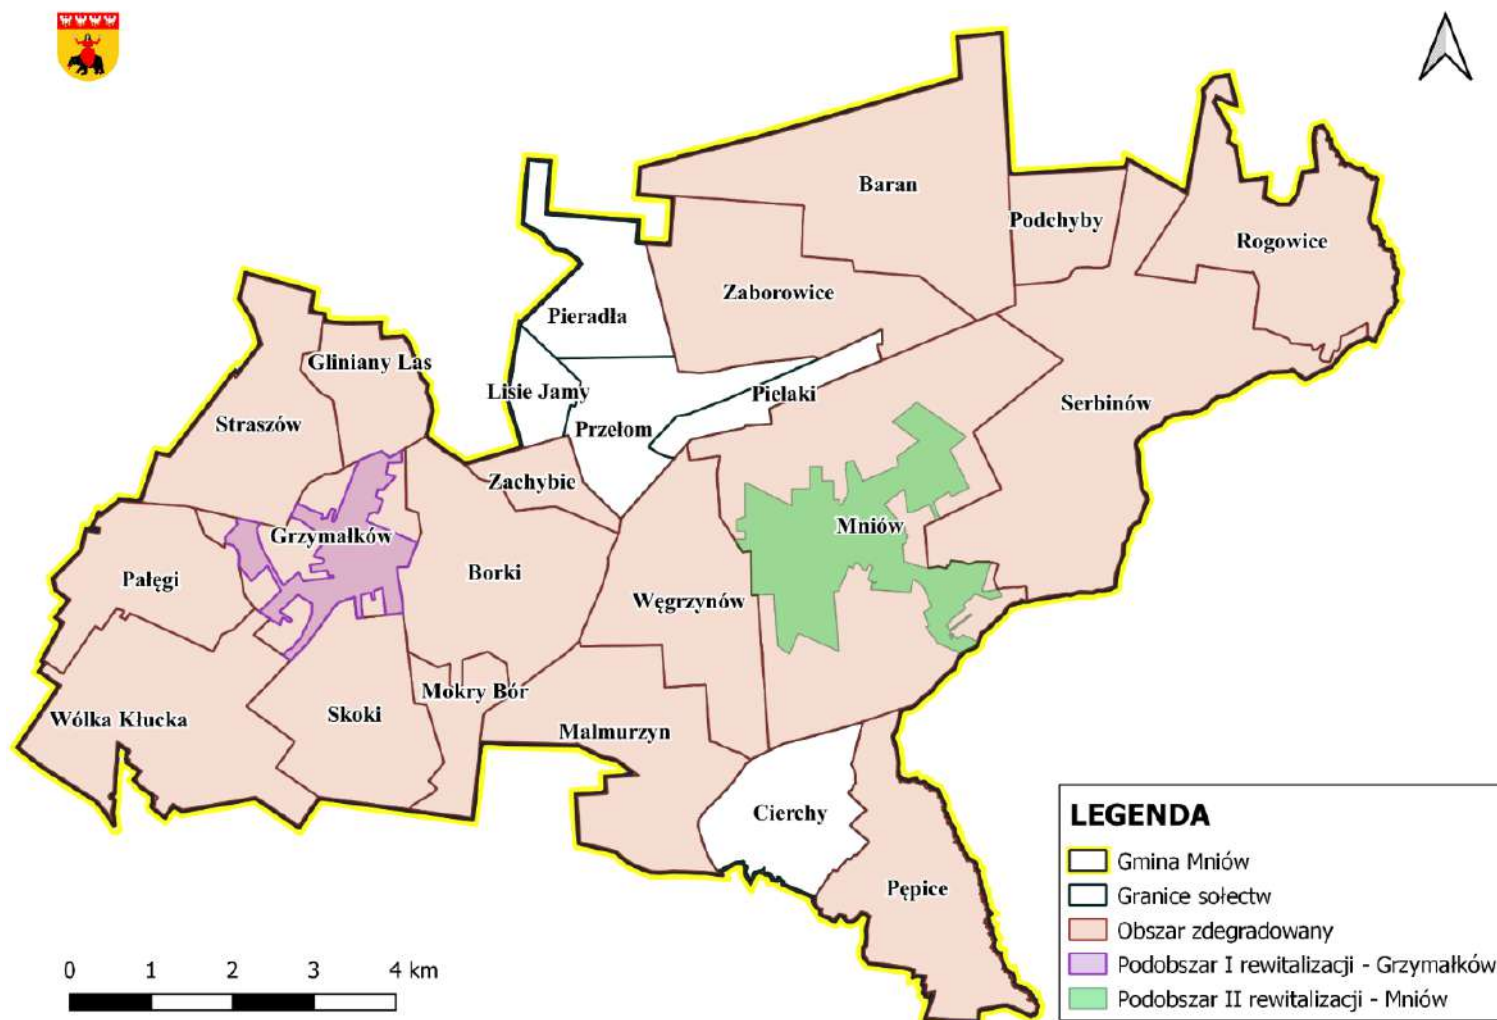 Baran
Podchyby
Rogowice
Zaborowice
Pieradła
Gliniany Las
Lisie Jamy
Pielaki
Serbinów
Straszów
Przełom
Zachybie
Grzymałków
Mniów
Pałęgi
Borki
Węgrzynów
Mokry Bór
Wólka Kłucka
Skoki
Malmurzyn
Cierchy
Pępice
LEGENDA
Gmina Mniów
Granice sołectw
Obszar zdegradowany
Podobszar I rewitalizacji - Grzymałków
Podobszar II rewitalizacji - Mniów
0 1 2 3 4 km